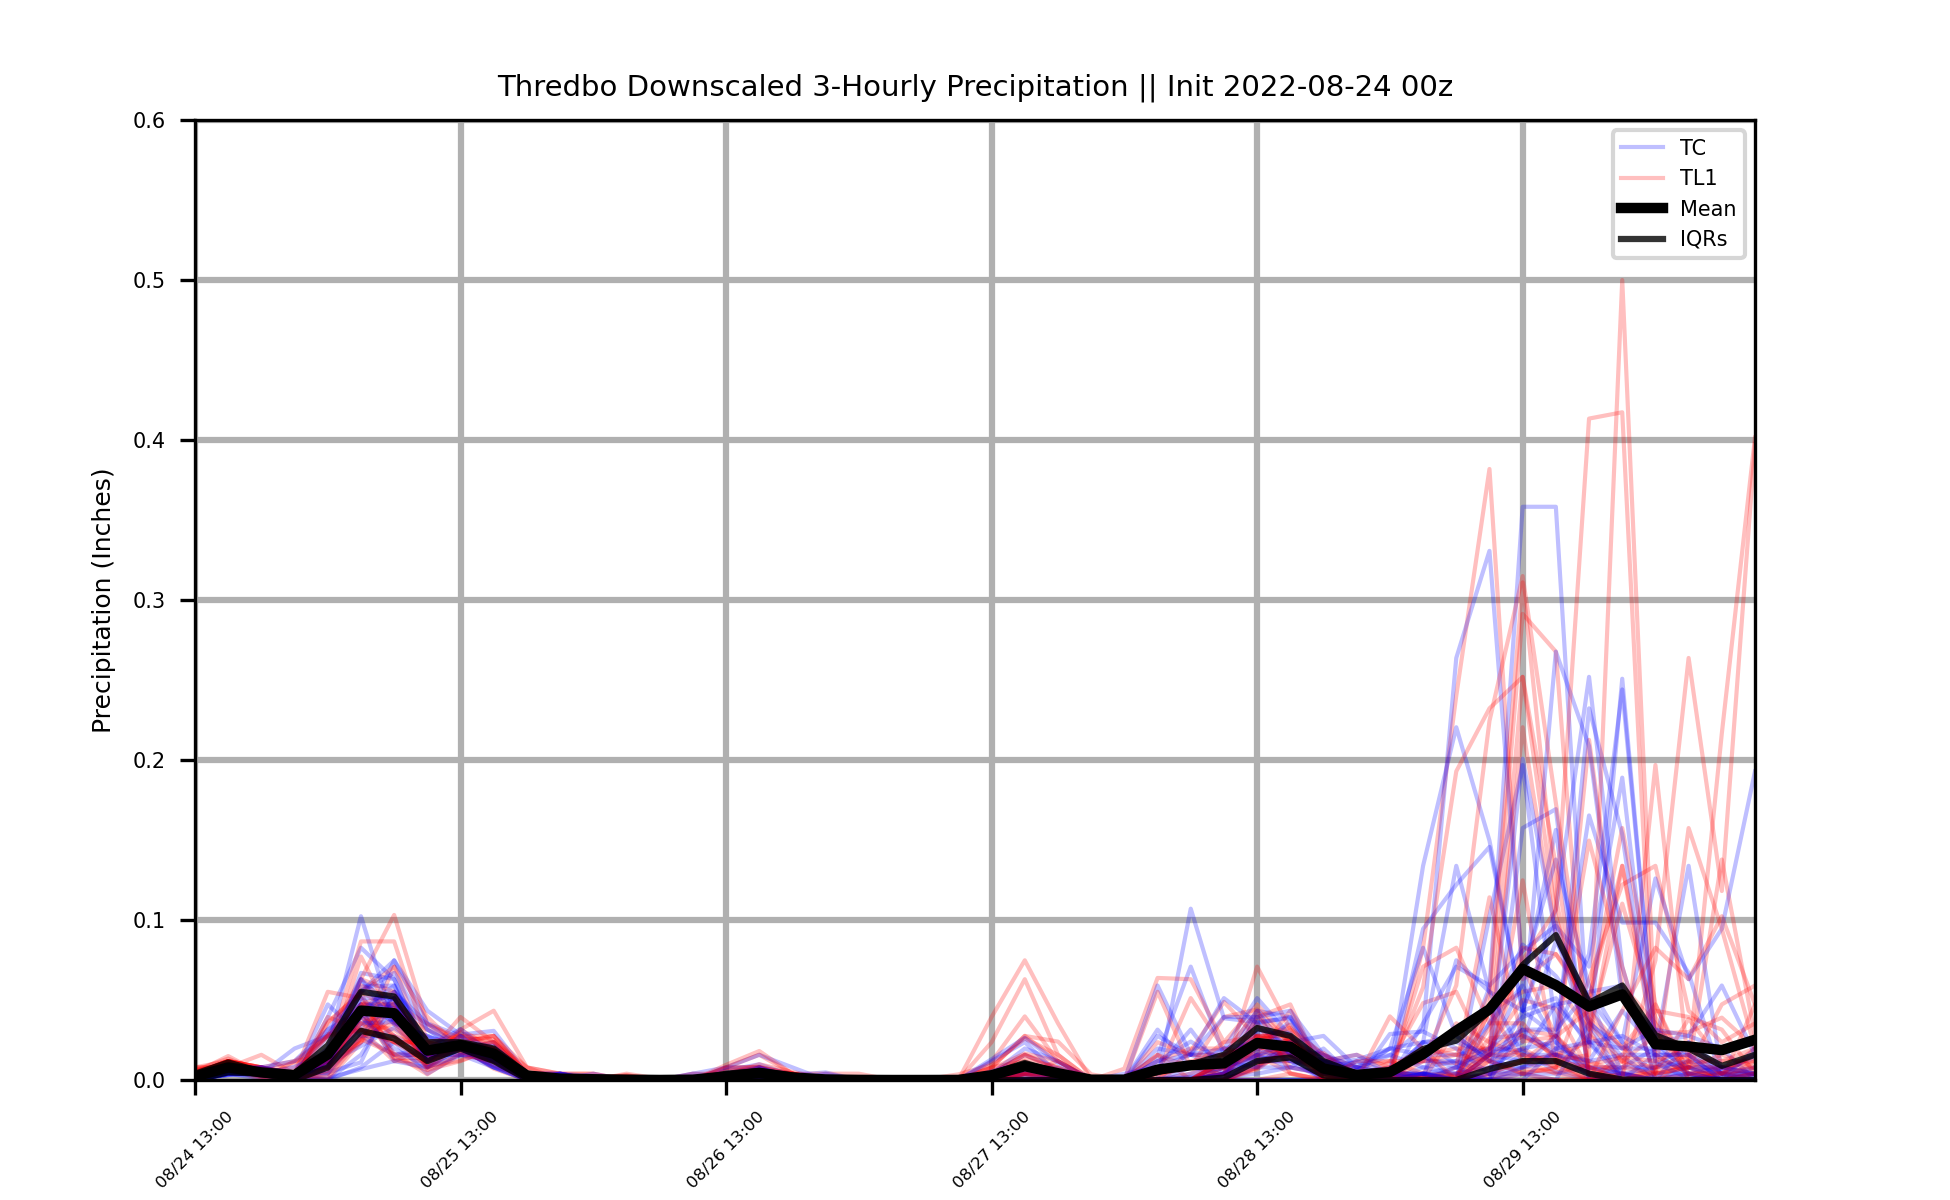 Thredbo Downscaled 3-Hourly Precipitation || Init 2022-08-24 00z
Precipitation (Inches)
0.6
0.5
0.4
0.3
0.2
0.1
0.0
TC
TL1
Mean
IQRs
08/24 13:00
08/25 13:00
08/26 13:00
08/27 13:00
08/28 13:00
08/29 13:00